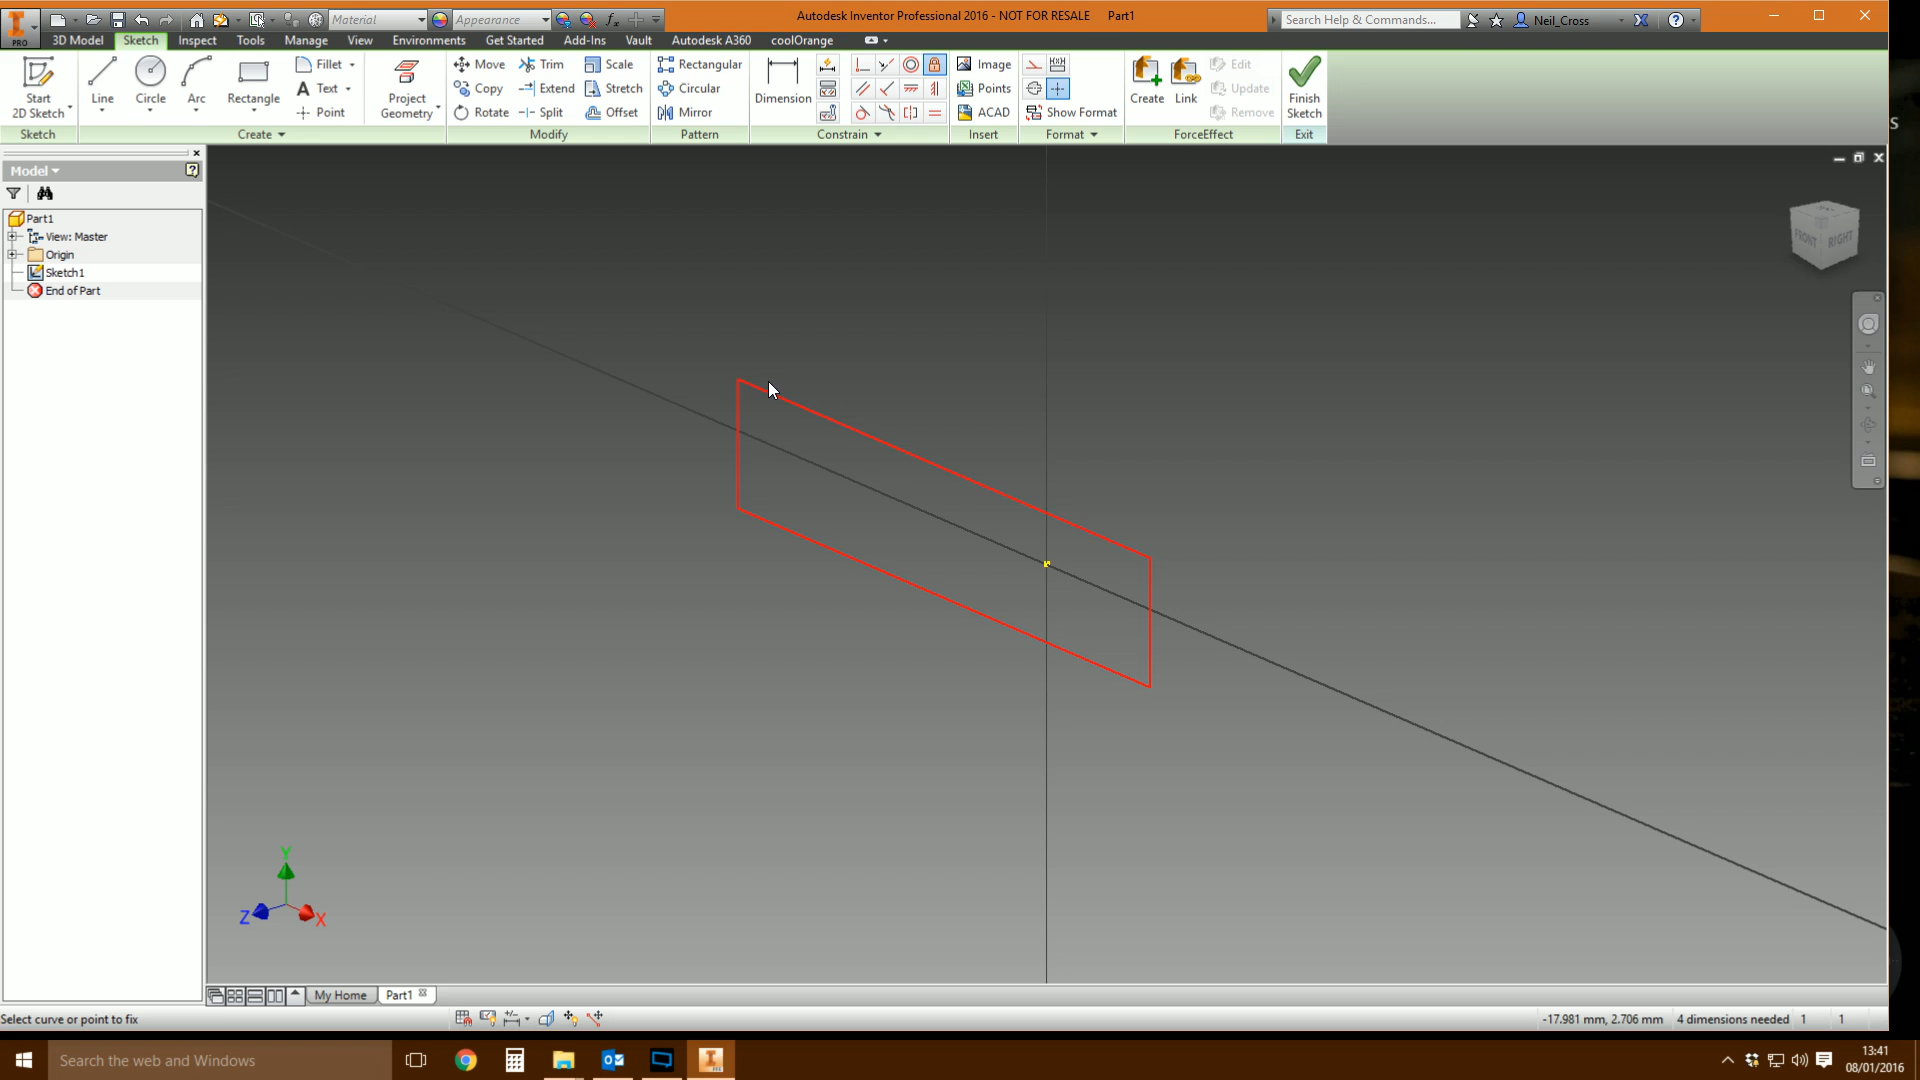 Material
Appearance
Autodesk Inventor Professional 2016 - NOT FOR RESALE Part1
Search Help & Commands...
Neil_Cross
PRO
3D Model Sketch Inspect Tools Manage View Environments Get Started Add-Ins Vault Autodesk A360 coolOrange
Start
2D Sketch
Line
Circle
Arc
Rectangle
Fillet
Text
Point
Project
Geometry
Move
Copy
Rotate
Trim
Extend
Split
Scale
Stretch
Offset
Rectangular
Circular
Mirror
Dimension
Image
Points
ACAD
Show Format
Create
Link
Edit
Update
Remove
Finish
Sketch
Sketch Create Modify Pattern Constrain Insert Format ForceEffect Exit
Model
Part1
View: Master
Origin
Sketch1
End of Part
FRONT
RIGHT
Y
Z
X
My Home Part1
Select curve or point to fix
-17.981 mm, 2.706 mm 4 dimensions needed 1 1
Search the web and Windows
13:41
08/01/2016